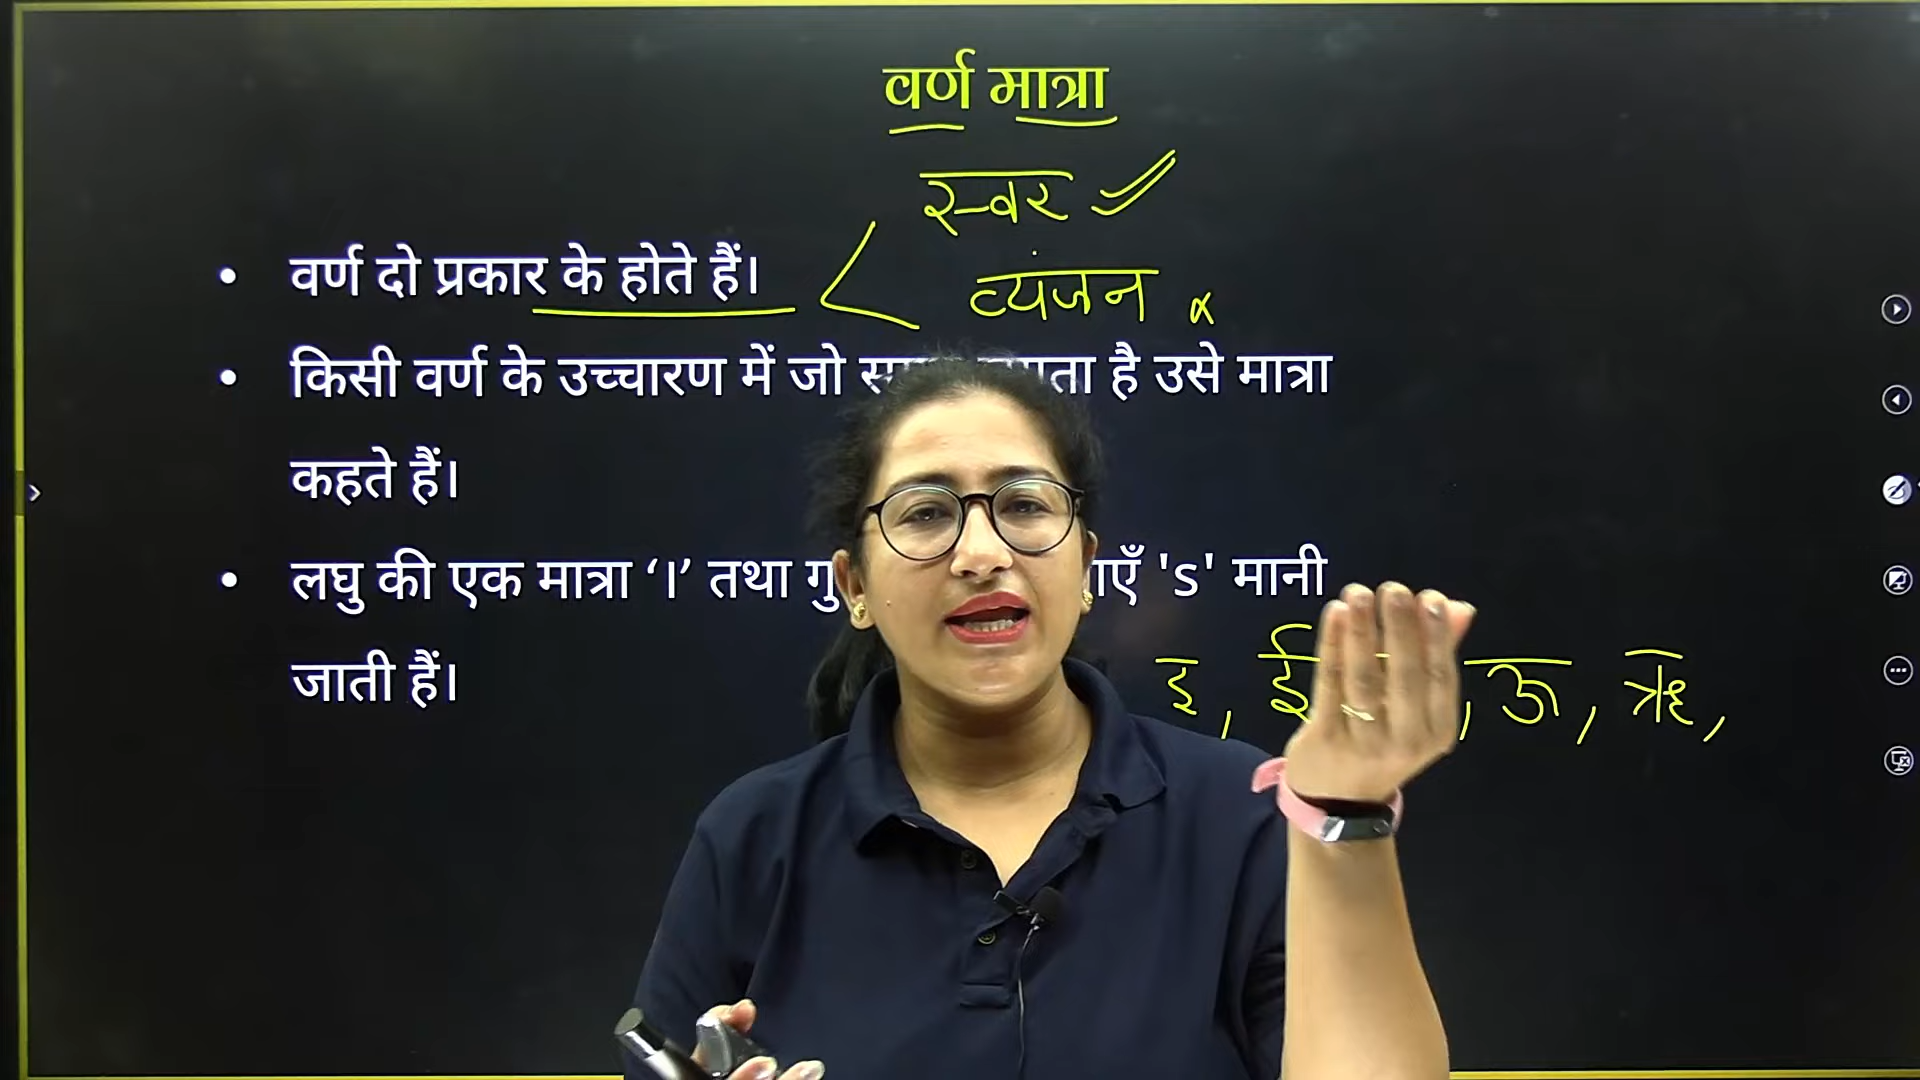 वर्ण मात्रा
स्वर
• वर्ण दो प्रकार के होते हैं।
व्यंजन
• किसी वर्ण के उच्चारण में जो है उसे मात्रा
कहते हैं।
• लघु की एक मात्रा ‘।’ तथा 's' मानी
जाती हैं।
इ, ई , ऊ, ऋ,